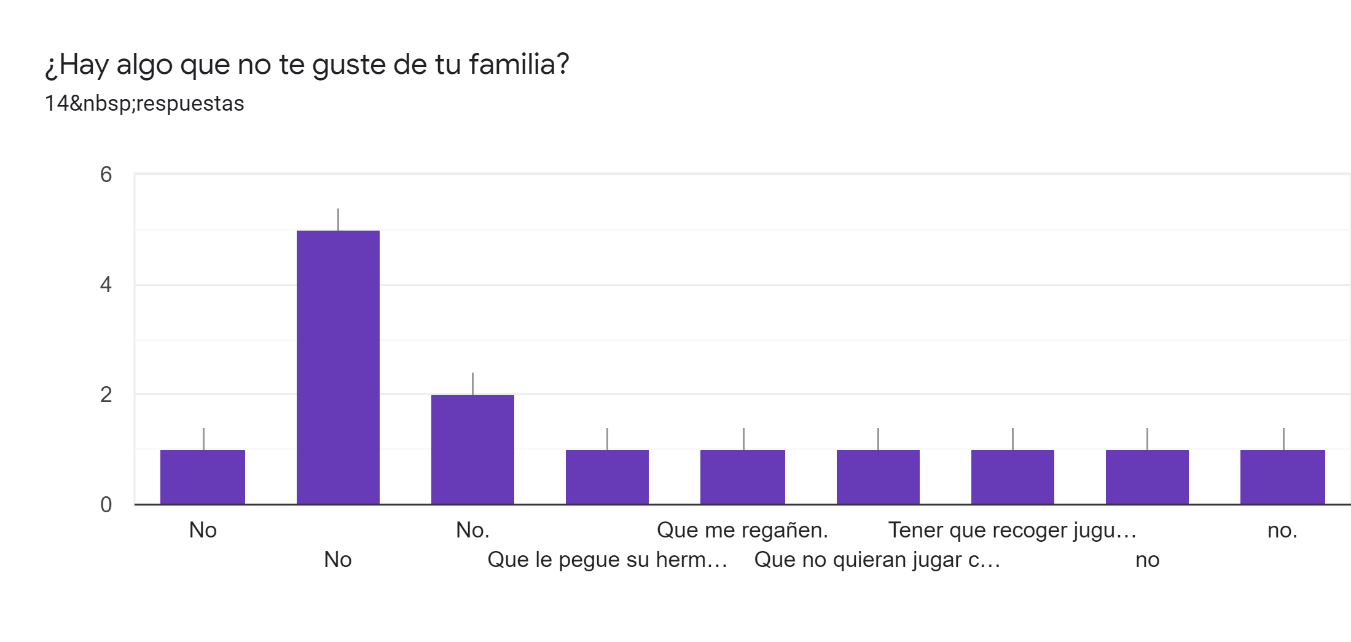 ¿Hay algo que no te guste de tu familia?
14&nbsp;respuestas
6
4
2
0
No
No
No.
Que le pegue su herm…
Que me regañen.
Que no quieran jugar c…
Tener que recoger jugu…
no
no.